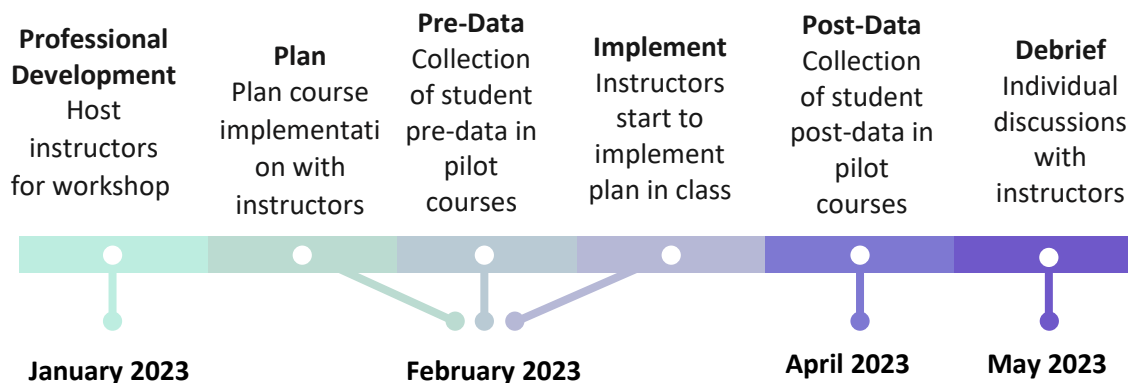 Professional
Development
Host
instructors
for workshop
Plan
Plan course
implementati
on with
instructors
Pre-Data
Collection
of student
pre-data in
pilot
courses
Implement
Instructors
start to
implement
plan in class
Post-Data
Collection
of student
post-data in
pilot
courses
Debrief
Individual
discussions
with
instructors
January 2023
February 2023
April 2023
May 2023